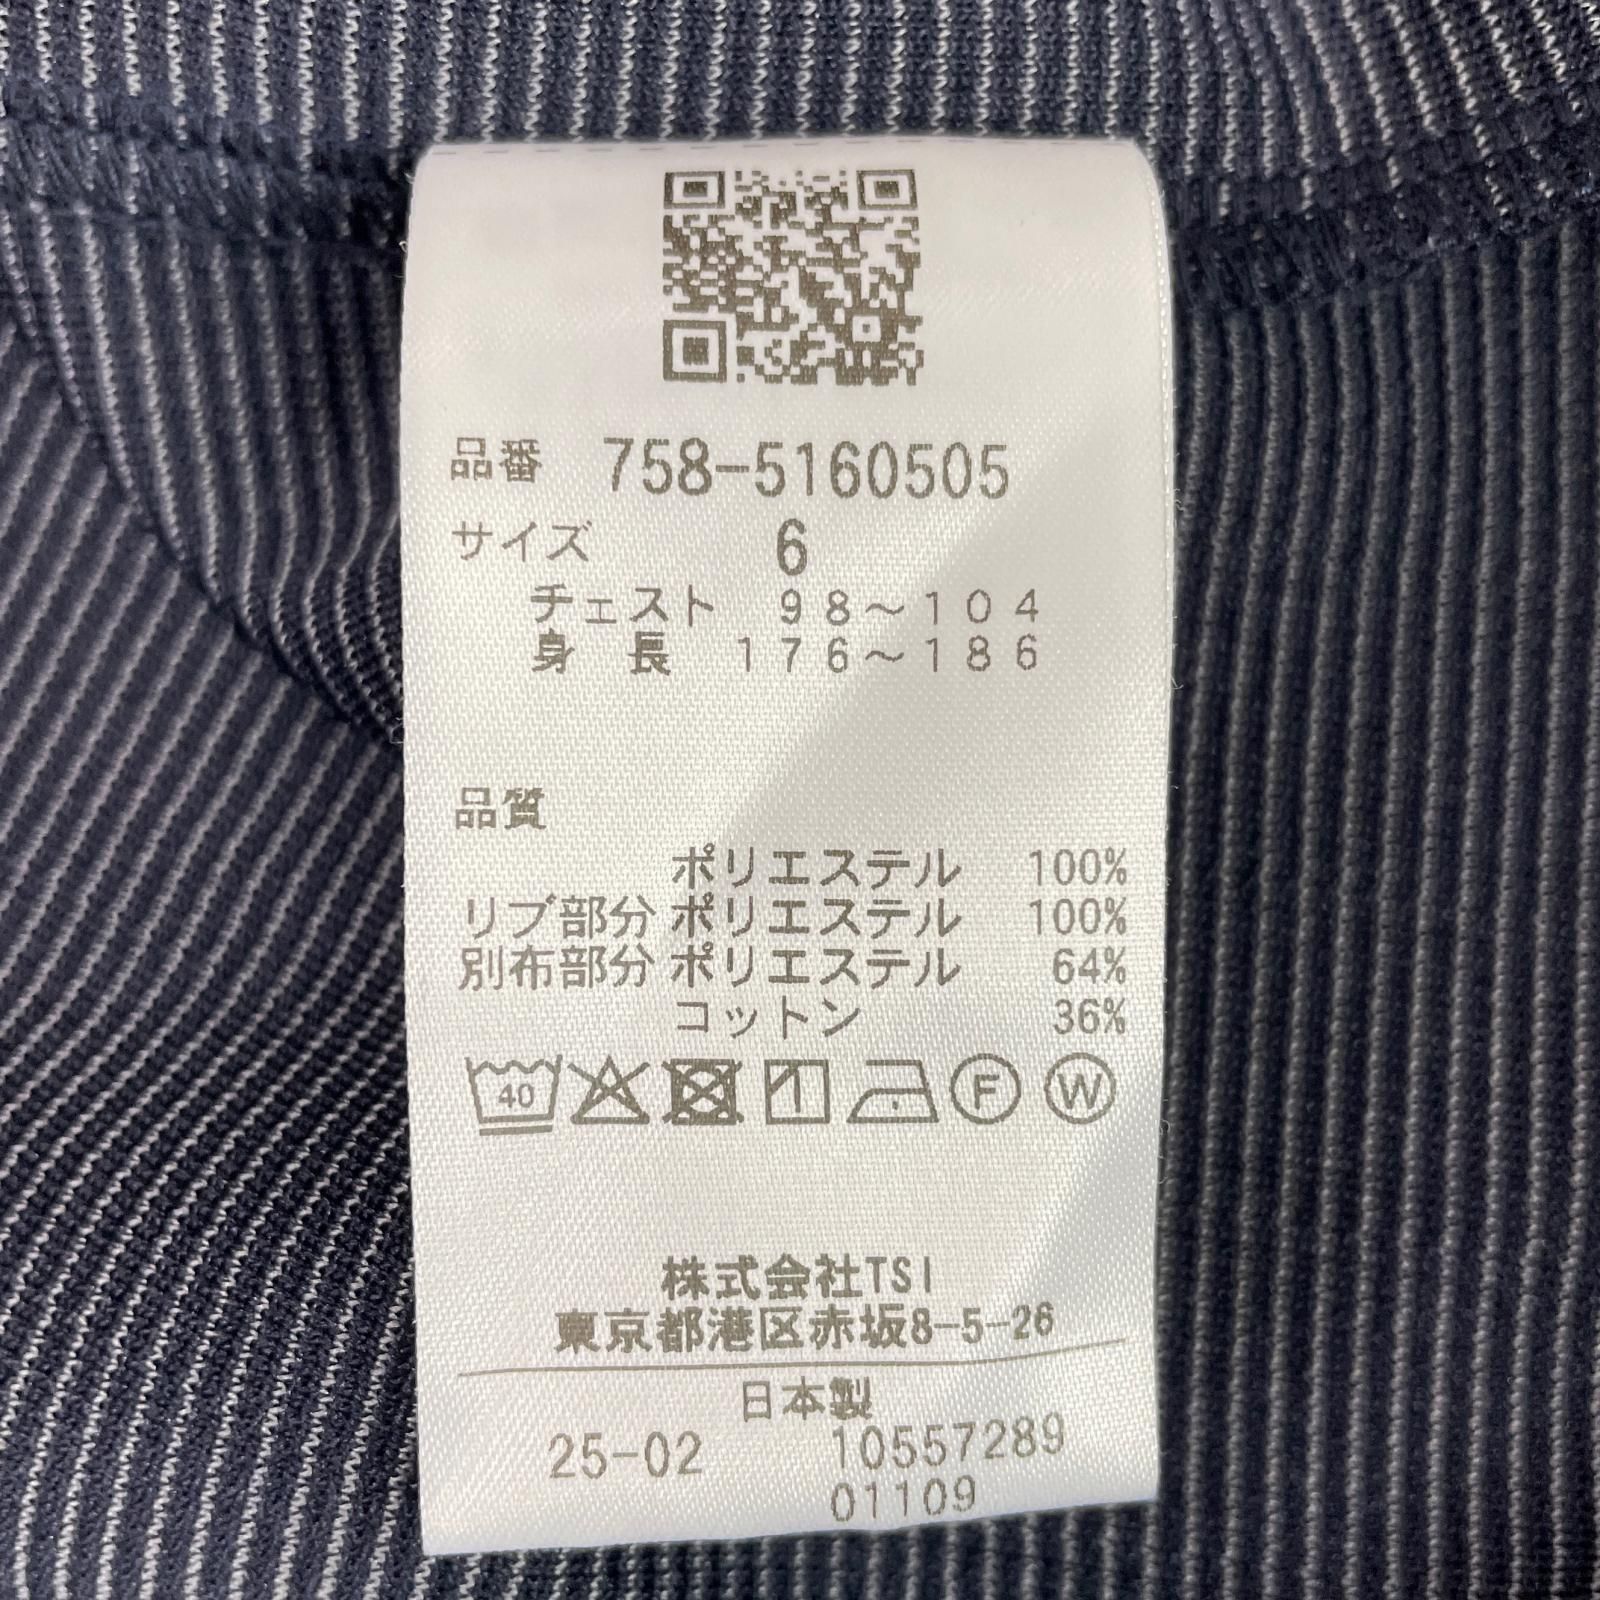 品番 758-5160505
サイズ 6
チェスト 98～104
身長 176～186
品質
ポリエステル 100%
リブ部分 ポリエステル 100%
別布部分 ポリエステル 64%
コットン 36%
40 F W
株式会社TSI
東京都港区赤坂8-5-26
日本製
25-02 10557289
01109